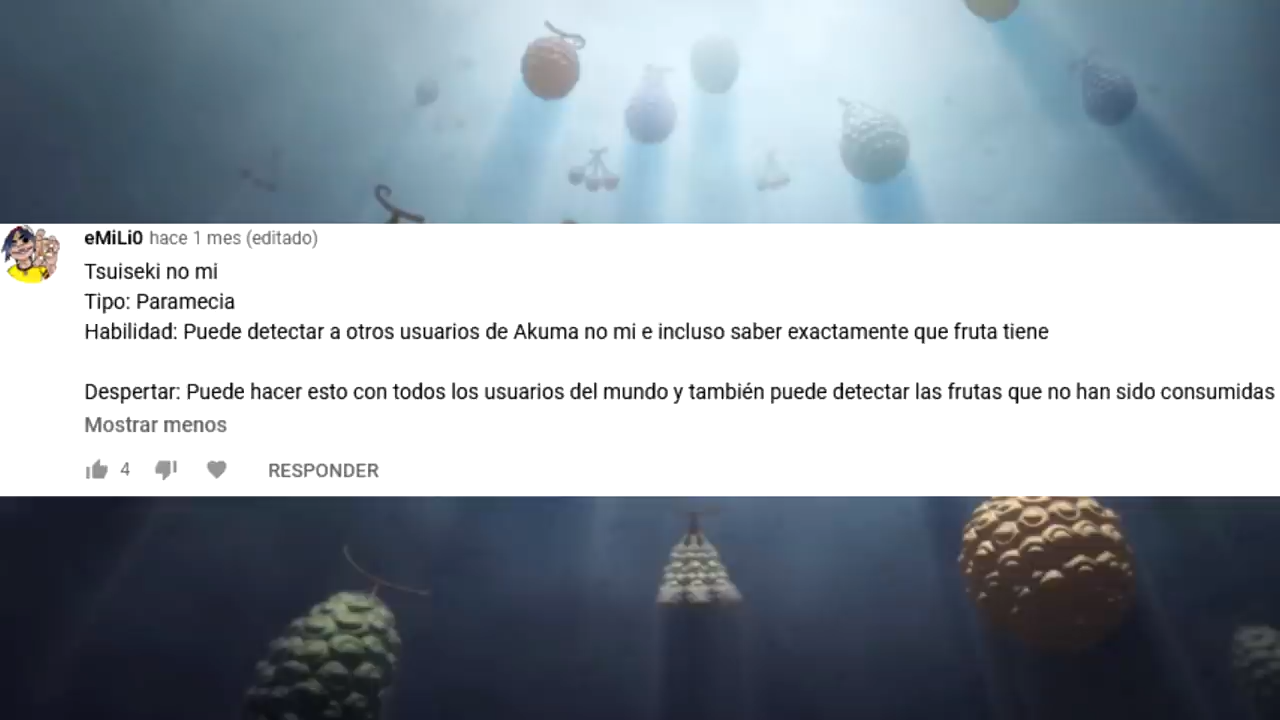 eMiLi0 hace 1 mes (editado)
Tsuiseki no mi
Tipo: Paramecia
Habilidad: Puede detectar a otros usuarios de Akuma no mi e incluso saber exactamente que fruta tiene
Despertar: Puede hacer esto con todos los usuarios del mundo y también puede detectar las frutas que no han sido consumidas
Mostrar menos
4 RESPONDER